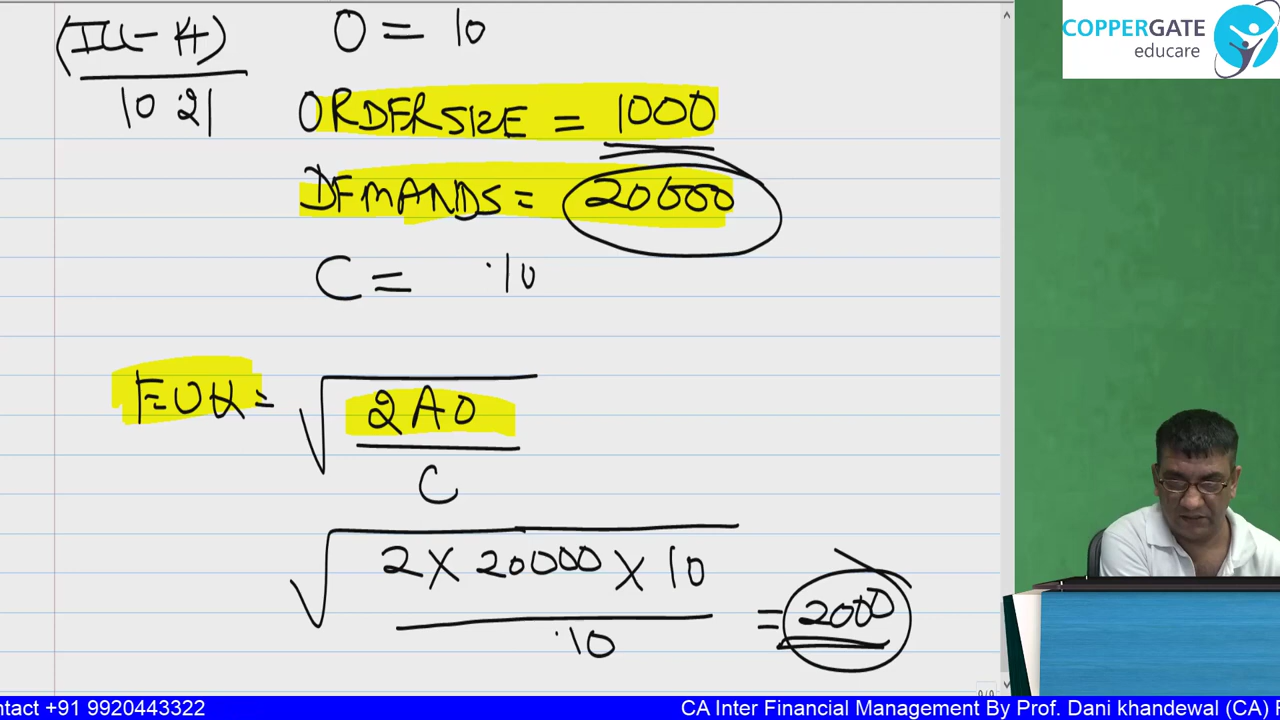 (ILL - 14)
10.21
O = 10
ORDER SIZE = 1000
DEMANDS = 20000
C = .10
EOQ =
√ 2AO
C
√ 2 X 20000 X 10
.10
= 2000
COPPERGATE
educare
ntact +91 9920443322
CA Inter Financial Management By Prof. Dani khandewal (CA) F